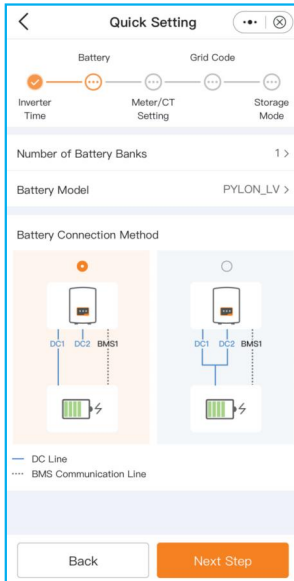 Quick Setting
Battery Grid Code
Inverter Time Meter/CT Setting Storage Mode
Number of Battery Banks 1 >
Battery Model PYLON_LV >
Battery Connection Method
DC1 DC2 BMS1 DC1 DC2 BMS1
DC Line
BMS Communication Line
Back Next Step